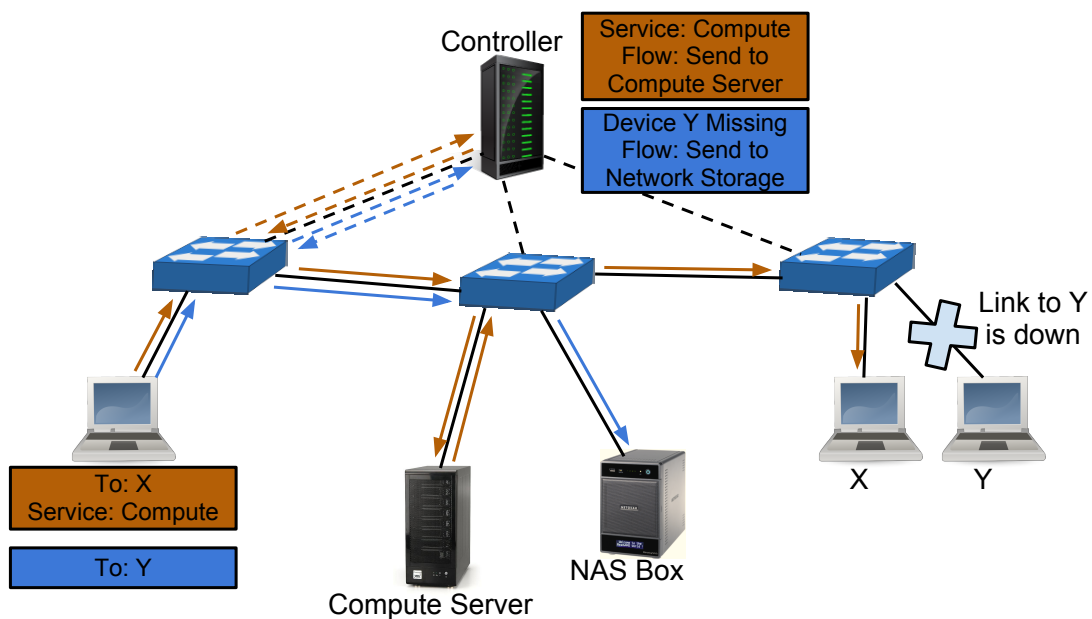 Controller
Service: Compute
Flow: Send to
Compute Server
Device Y Missing
Flow: Send to
Network Storage
Link to Y
is down
To: X
Service: Compute
To: Y
X
Y
NETGEAR
NAS Box
Compute Server